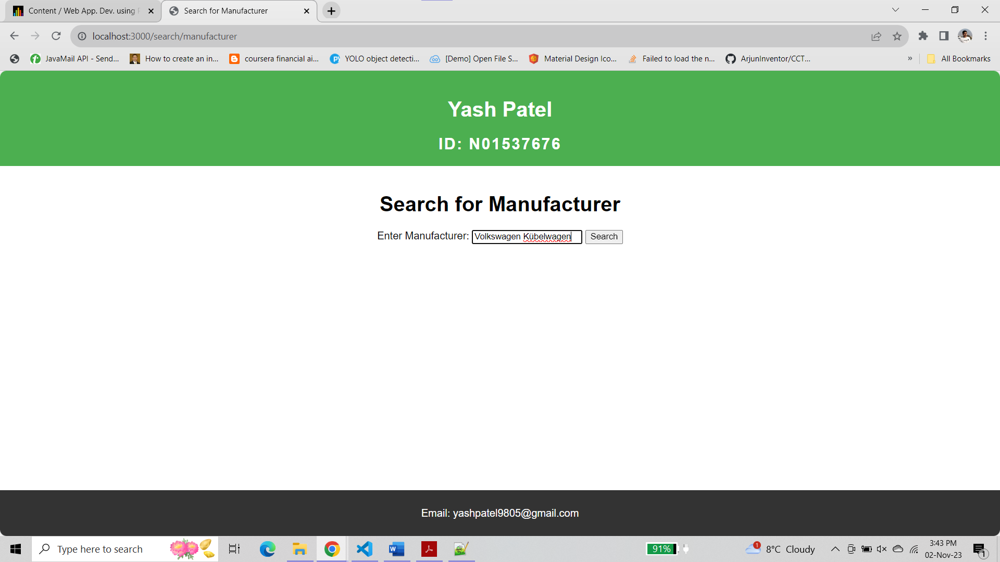 Content / Web App. Dev. using
Search for Manufacturer
localhost:3000/search/manufacturer
JavaMail API - Send...
How to create an in...
coursera financial ai...
YOLO object detecti...
[Demo] Open File S...
Material Design Ico...
Failed to load the n...
ArjunInventor/CCT...
»
All Bookmarks
Yash Patel
ID: N01537676
Search for Manufacturer
Enter Manufacturer: Volkswagen Kübelwagen Search
Email: yashpatel9805@gmail.com
Type here to search
91%
1
8°C Cloudy
3:43 PM
02-Nov-23
1